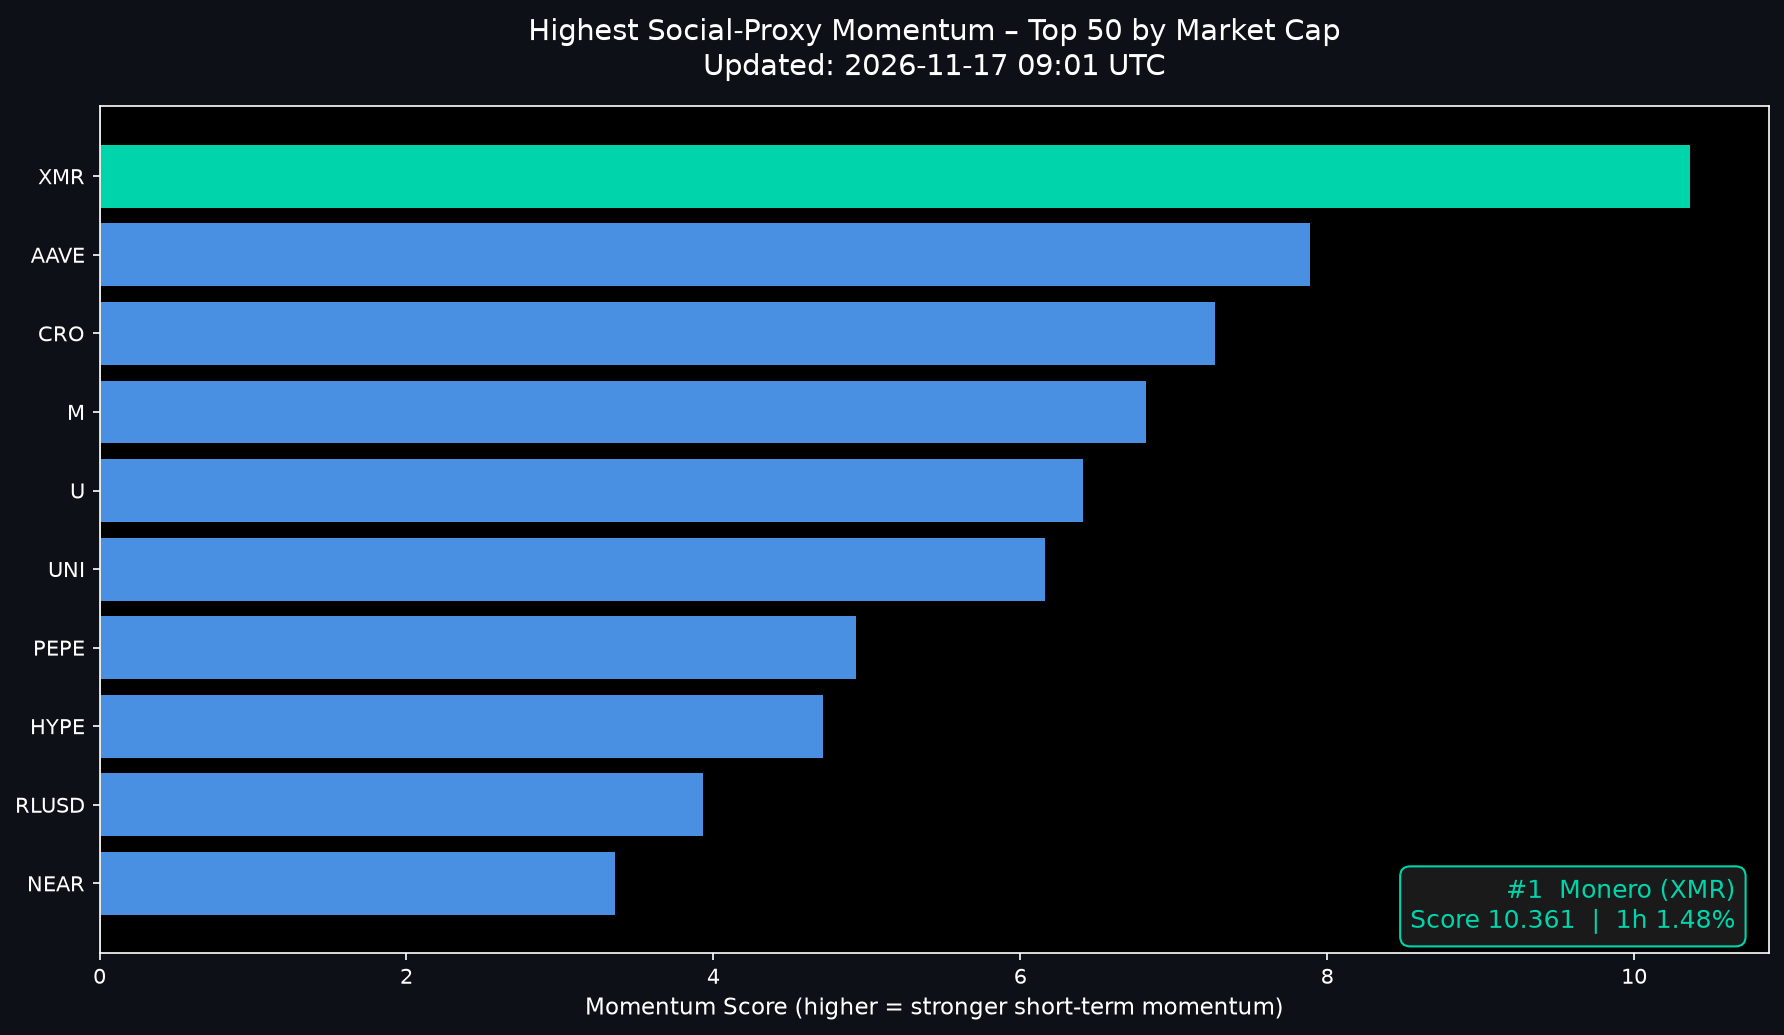 Highest Social-Proxy Momentum – Top 50 by Market Cap
Updated: 2026-11-17 09:01 UTC
XMR
AAVE
CRO
M
U
UNI
PEPE
HYPE
RLUSD
NEAR
#1  Monero (XMR)
Score 10.361  |  1h 1.48%
0 2 4 6 8 10
Momentum Score (higher = stronger short-term momentum)